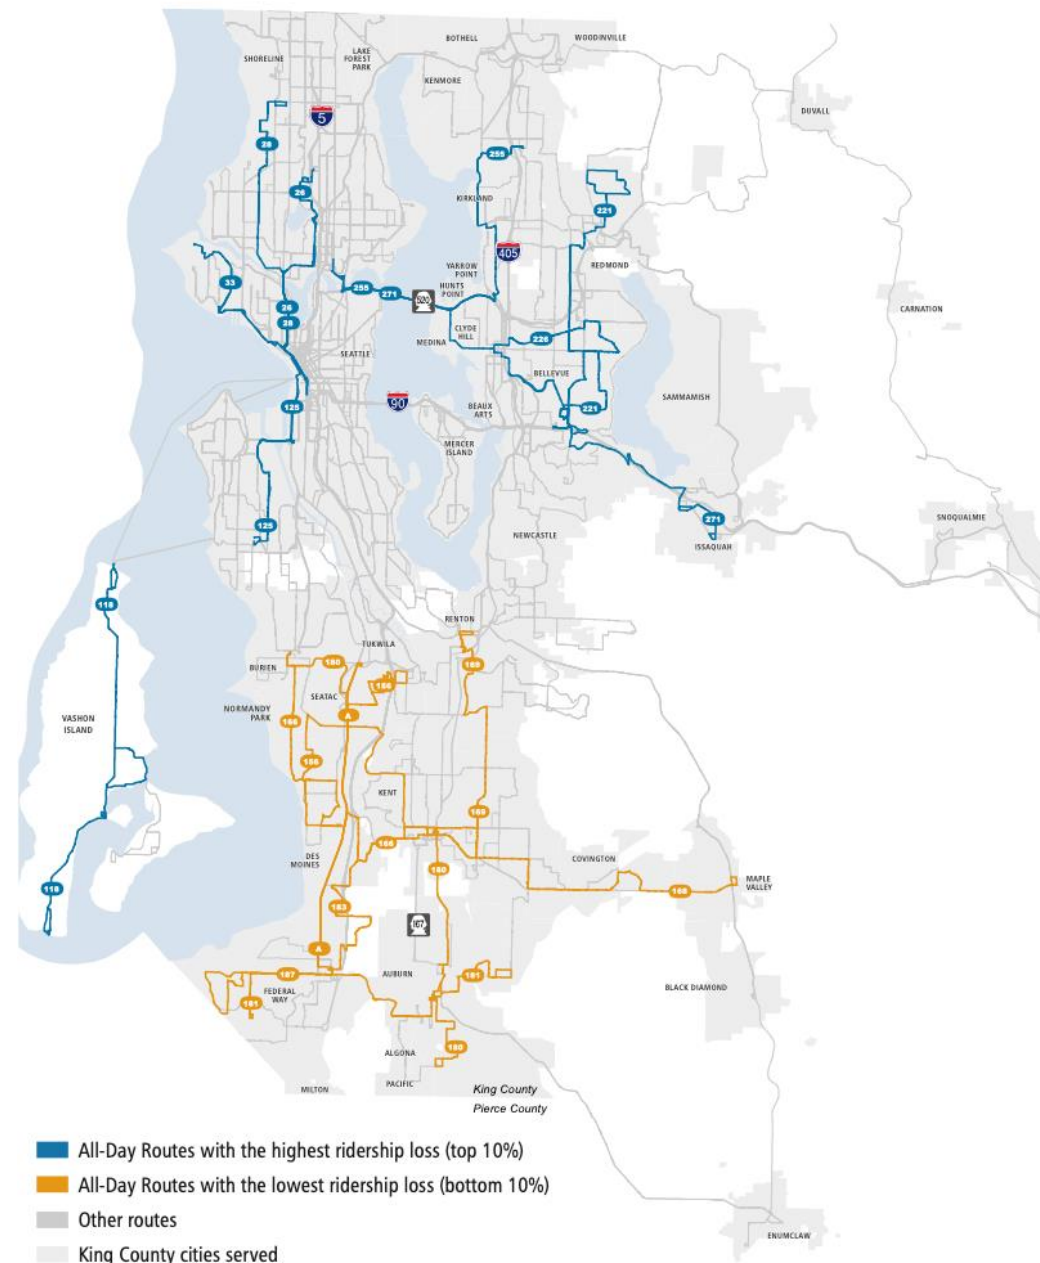 BOTHELL
WOODINVILLE
SHORELINE
LAKE
FOREST
PARK
KENMORE
DUVALL
5
28
255
26
KIRKLAND
221
405
REDMOND
YARROW
POINT
HUNTS
POINT
33
255
271
520
26
28
CARNATION
CLYDE
HILL
MEDINA
226
SEATTLE
BELLEVUE
90
BEAUX
ARTS
221
SAMMAMISH
125
MERCER
ISLAND
125
271
ISSAQUAH
NEWCASTLE
SNOQUALMIE
118
RENTON
TUKWILA
BURIEN
180
169
SEATAC
156
NORMANDY
PARK
A
166
VASHON
ISLAND
156
KENT
169
166
DES
MOINES
COVINGTON
180
MAPLE
VALLEY
168
118
183
167
A
AUBURN
187
181
FEDERAL
WAY
181
BLACK DIAMOND
180
ALGONA
PACIFIC
MILTON
King County
Pierce County
All-Day Routes with the highest ridership loss (top 10%)
All-Day Routes with the lowest ridership loss (bottom 10%)
Other routes
King County cities served
ENUMCLAW